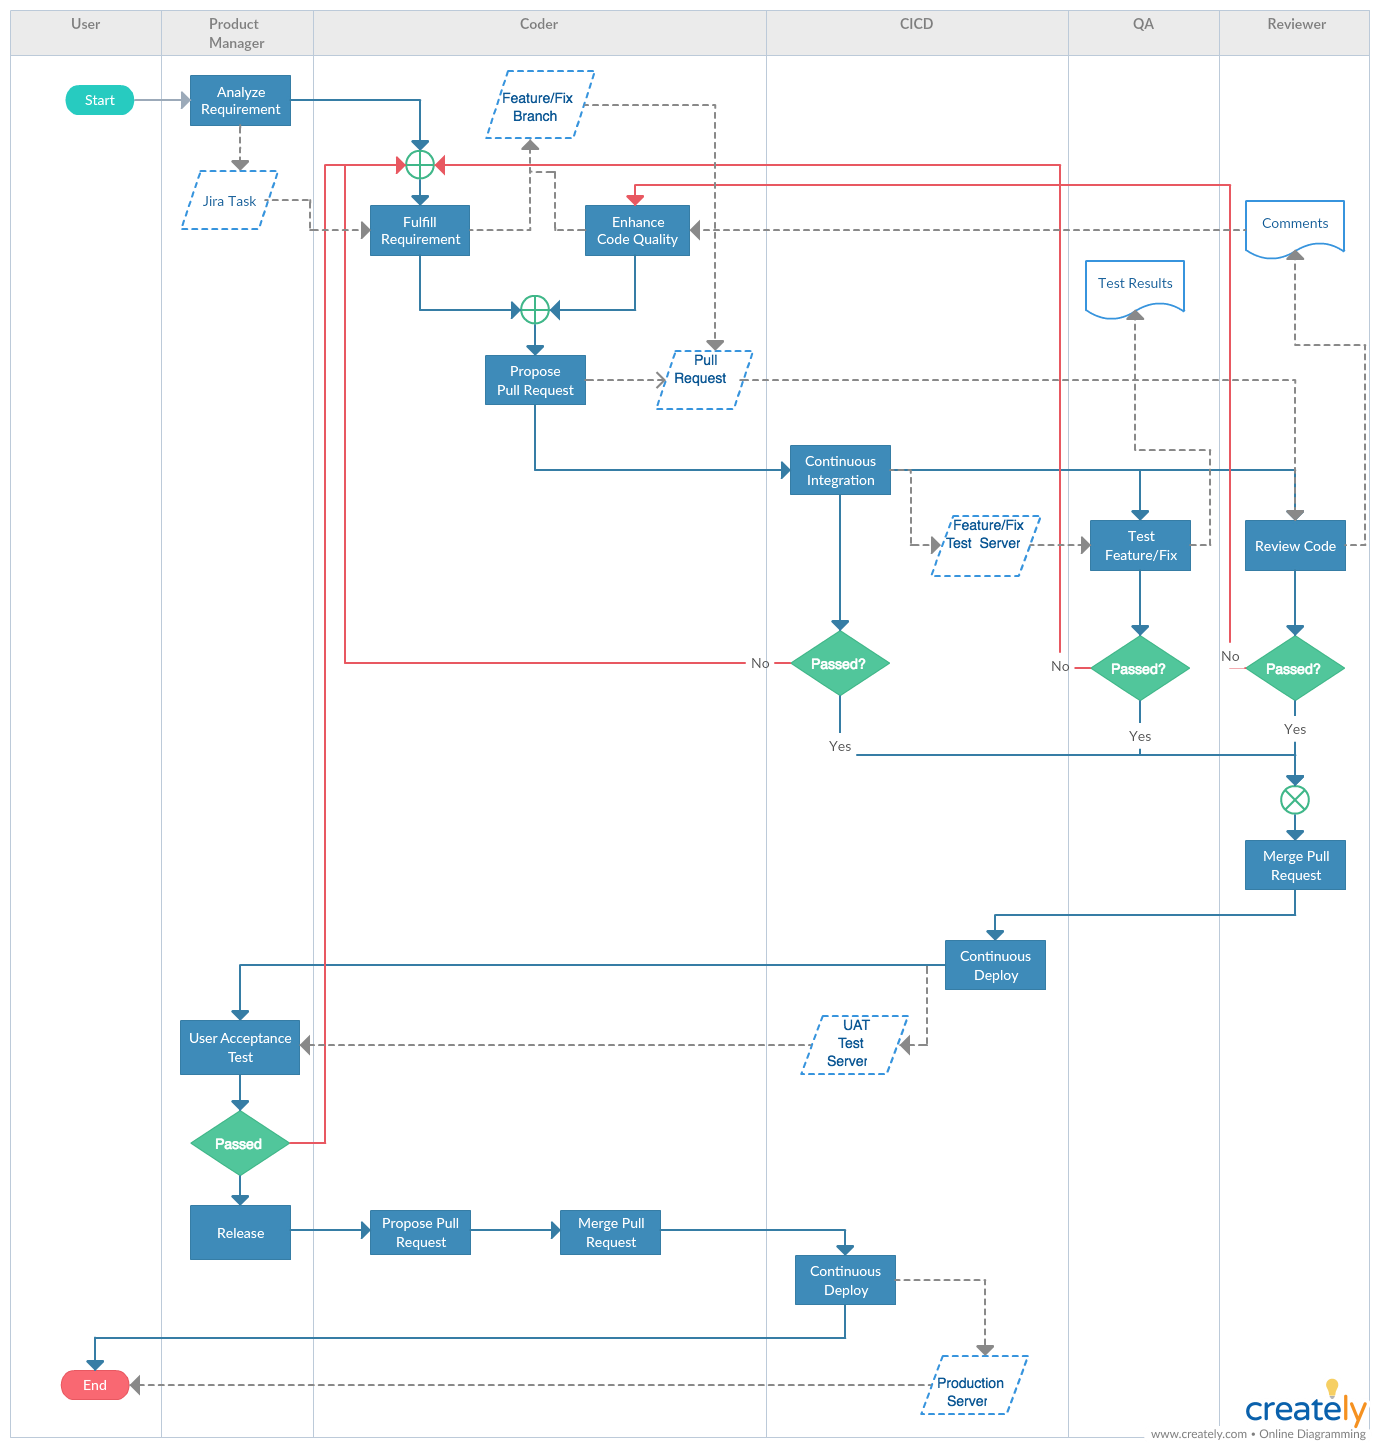 User
Product
Manager
Coder
CICD
QA
Reviewer
Start
Analyze
Requirement
Feature/Fix
Branch
Jira Task
Fulfill
Requirement
Enhance
Code Quality
Comments
Test Results
Propose
Pull Request
Pull
Request
Continuous
Integration
Feature/Fix
Test Server
Test
Feature/Fix
Review Code
No
Passed?
No
Passed?
No
Passed?
Yes
Yes
Yes
Merge Pull
Request
Continuous
Deploy
User Acceptance
Test
UAT
Test
Server
Passed
Release
Propose Pull
Request
Merge Pull
Request
Continuous
Deploy
End
Production
Server
creately
www.creately.com • Online Diagramming